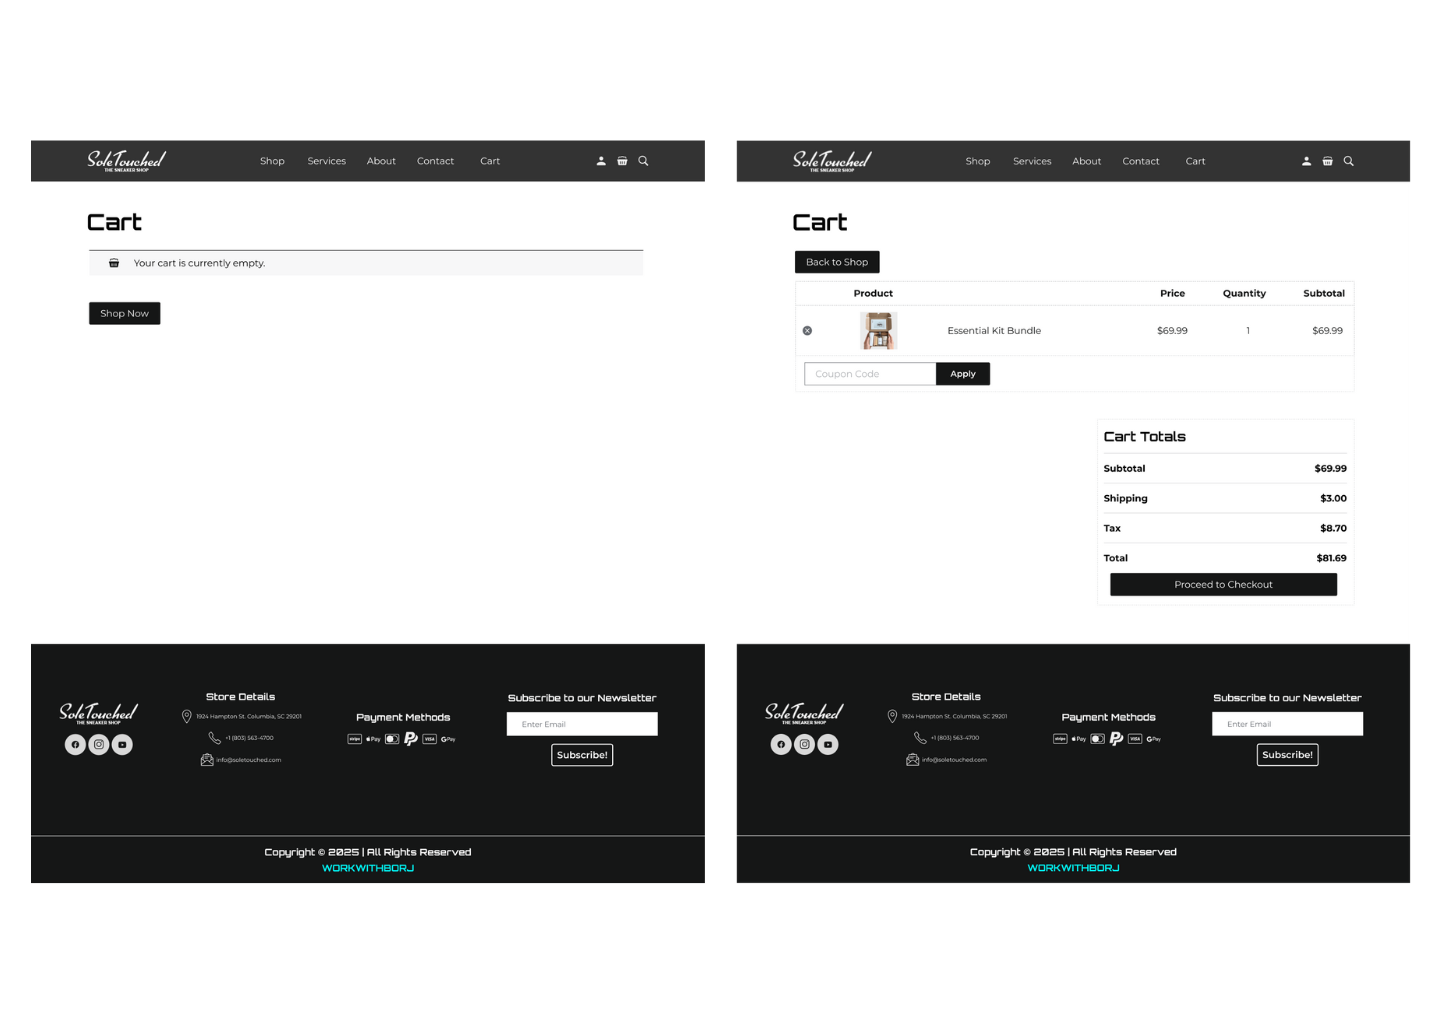 SoleTouched
THE SNEAKER SHOP
Shop Services About Contact Cart
Cart
Your cart is currently empty.
Shop Now
SoleTouched
THE SNEAKER SHOP
Store Details
1924 Hampton St. Columbia, SC 29201
+1 (803) 563-4700
info@soletouched.com
Payment Methods
stripe Pay VISA GPay
Subscribe to our Newsletter
Enter Email
Subscribe!
Copyright © 2025 | All Rights Reserved
WORKWITHBORJ
SoleTouched
THE SNEAKER SHOP
Shop Services About Contact Cart
Cart
Back to Shop
Product Price Quantity Subtotal
Essential Kit Bundle $69.99 1 $69.99
Coupon Code Apply
Cart Totals
Subtotal $69.99
Shipping $3.00
Tax $8.70
Total $81.69
Proceed to Checkout
SoleTouched
THE SNEAKER SHOP
Store Details
1924 Hampton St. Columbia, SC 29201
+1 (803) 563-4700
info@soletouched.com
Payment Methods
stripe Pay VISA GPay
Subscribe to our Newsletter
Enter Email
Subscribe!
Copyright © 2025 | All Rights Reserved
WORKWITHBORJ